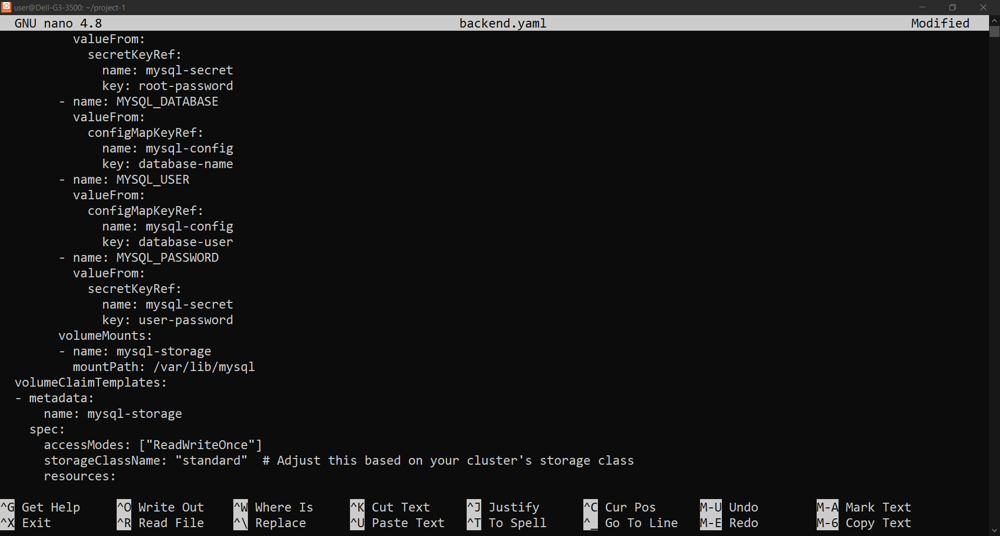 user@Dell-G3-3500: ~/project-1
GNU nano 4.8 backend.yaml Modified
valueFrom:
secretKeyRef:
name: mysql-secret
key: root-password
- name: MYSQL_DATABASE
valueFrom:
configMapKeyRef:
name: mysql-config
key: database-name
- name: MYSQL_USER
valueFrom:
configMapKeyRef:
name: mysql-config
key: database-user
- name: MYSQL_PASSWORD
valueFrom:
secretKeyRef:
name: mysql-secret
key: user-password
volumeMounts:
- name: mysql-storage
mountPath: /var/lib/mysql
volumeClaimTemplates:
- metadata:
name: mysql-storage
spec:
accessModes: ["ReadWriteOnce"]
storageClassName: "standard"  # Adjust this based on your cluster's storage class
resources:
^G Get Help ^O Write Out ^W Where Is ^K Cut Text ^J Justify ^C Cur Pos M-U Undo M-A Mark Text
^X Exit ^R Read File ^\ Replace ^U Paste Text ^T To Spell ^_ Go To Line M-E Redo M-6 Copy Text